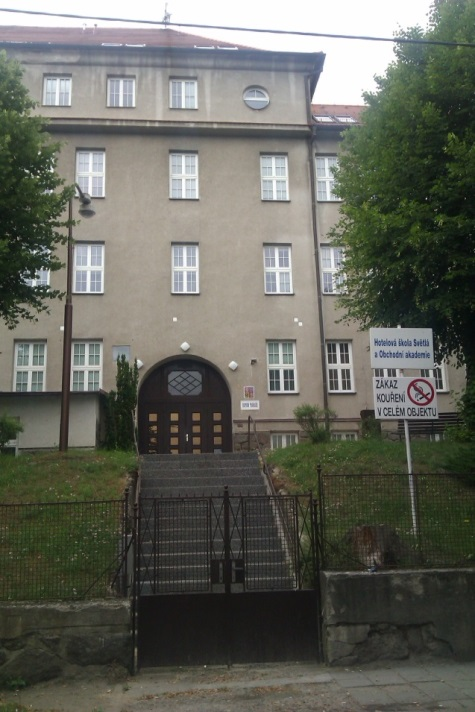 Hotelová škola Světlá
a Obchodní akademie
ZÁKAZ
KOUŘENÍ
V CELÉM OBJEKTU